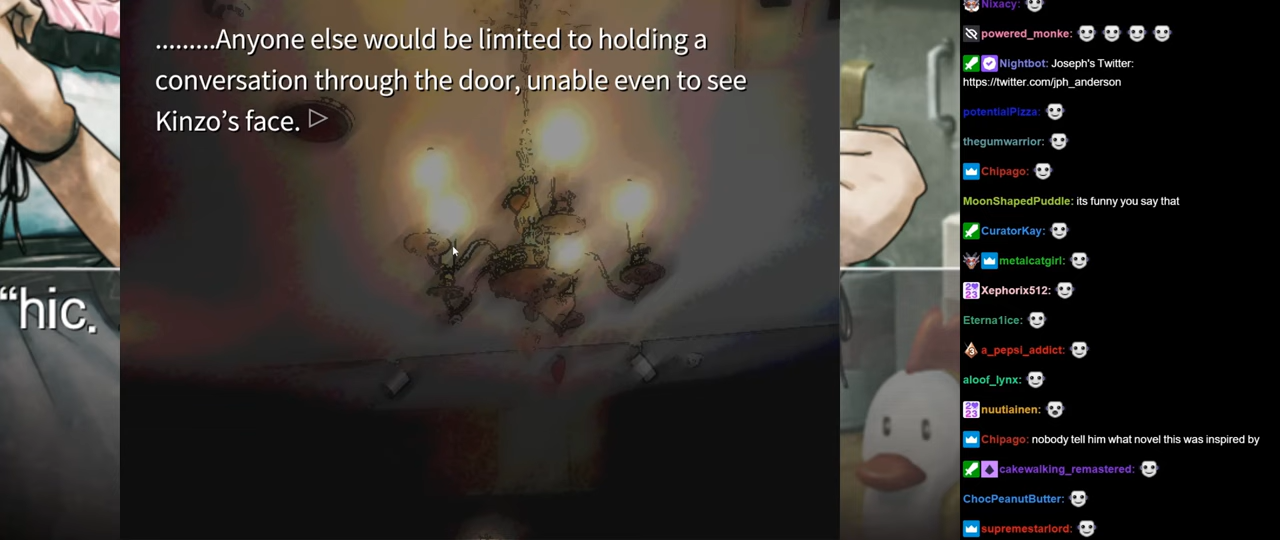 .........Anyone else would be limited to holding a
conversation through the door, unable even to see
Kinzo's face.
"hic.
Nixacy:
powered_monke:
Nightbot: Joseph's Twitter:
https://twitter.com/jph_anderson
potentialPizza:
thegumwarrior:
Chipago:
MoonShapedPuddle: its funny you say that
CuratorKay:
metalcatgirl:
Xephorix512:
Eterna1ice:
a_pepsi_addict:
aloof_lynx:
nuutiainen:
Chipago: nobody tell him what novel this was inspired by
cakewalking_remastered:
ChocPeanutButter:
supremestarlord: